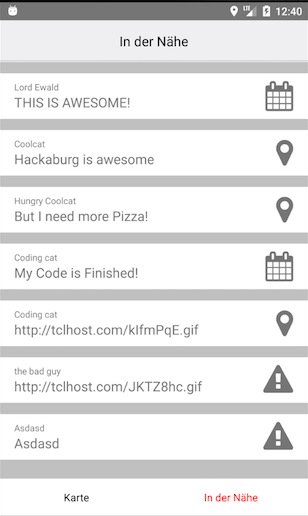 LTE 12:40
In der Nähe
Lord Ewald
THIS IS AWESOME!
Coolcat
Hackaburg is awesome
Hungry Coolcat
But I need more Pizza!
Coding cat
My Code is Finished!
Coding cat
http://tclhost.com/kIfmPqE.gif
the bad guy
http://tclhost.com/JKTZ8hc.gif
Asdasd
Asdasd
Karte In der Nähe